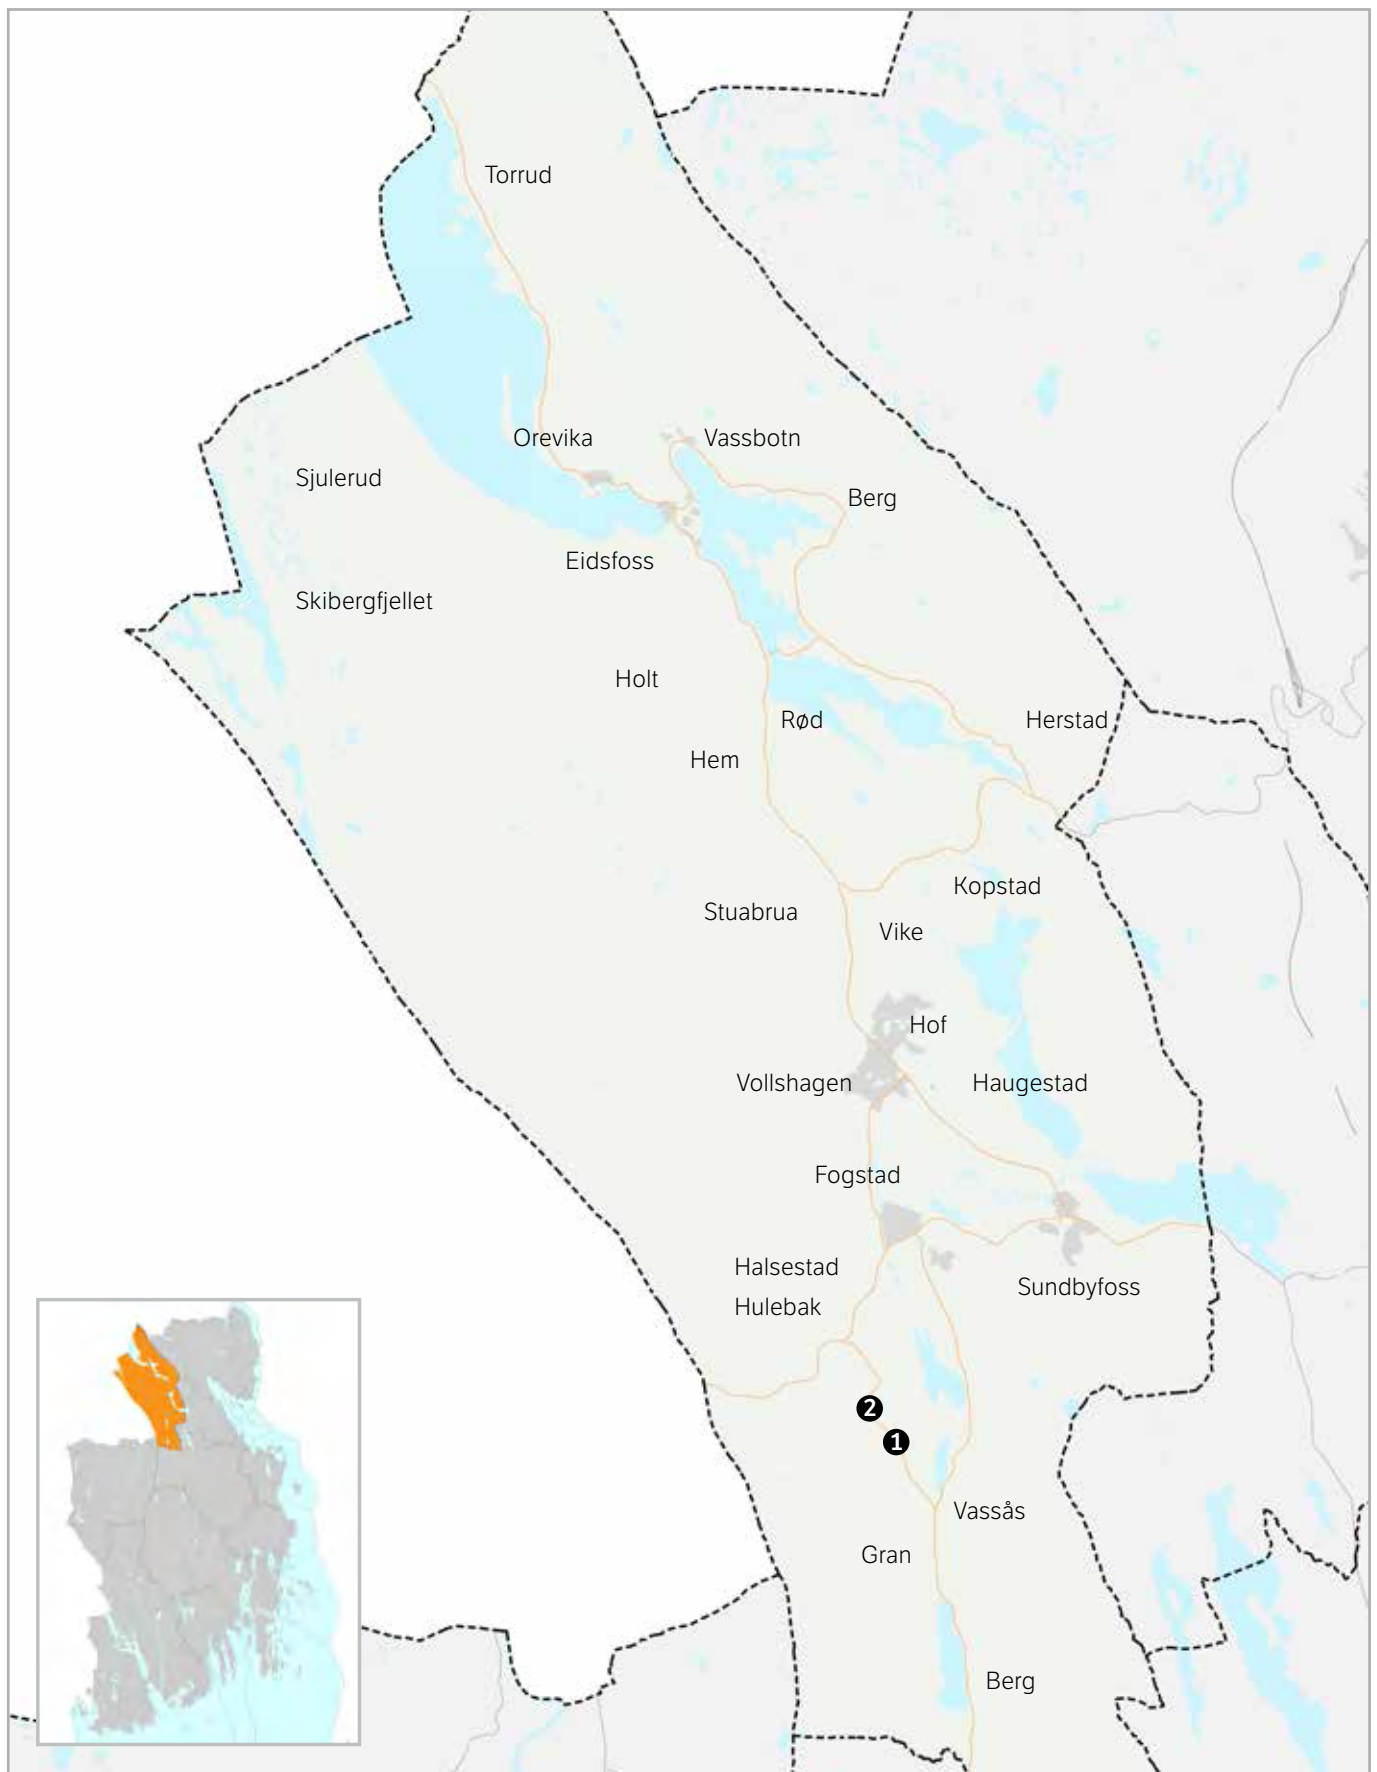 Torrud
Orevika
Vassbotn
Sjulerud
Berg
Eidsfoss
Skibergfjellet
Holt
Rød
Herstad
Hem
Kopstad
Stuabrua
Vike
Hof
Vollshagen
Haugestad
Fogstad
Halsestad
Sundbyfoss
Hulebak
2
1
Vassås
Gran
Berg